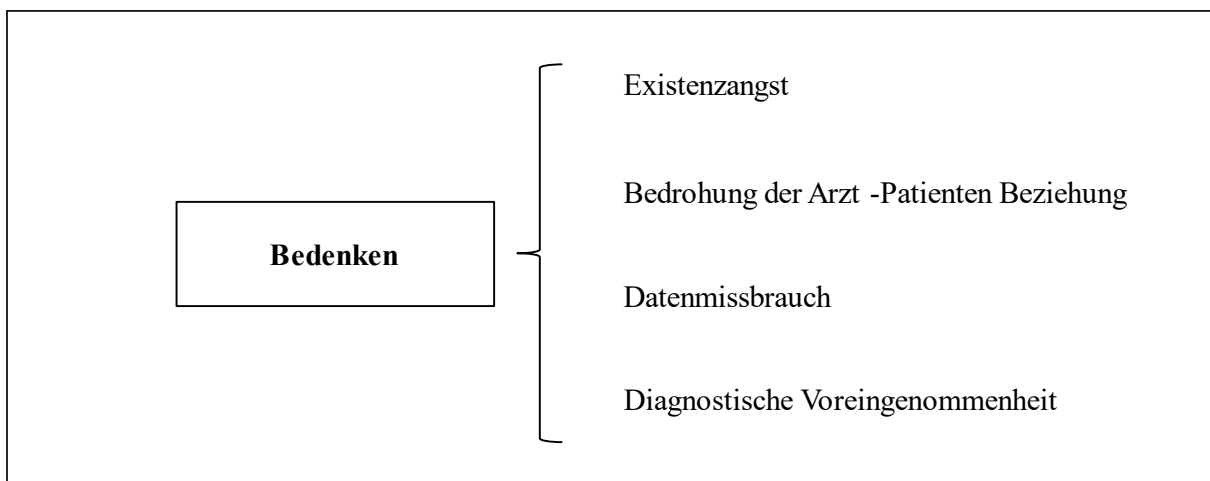 Existenzangst
Bedrohung der Arzt -Patienten Beziehung
Bedenken
Datenmissbrauch
Diagnostische Voreingenommenheit